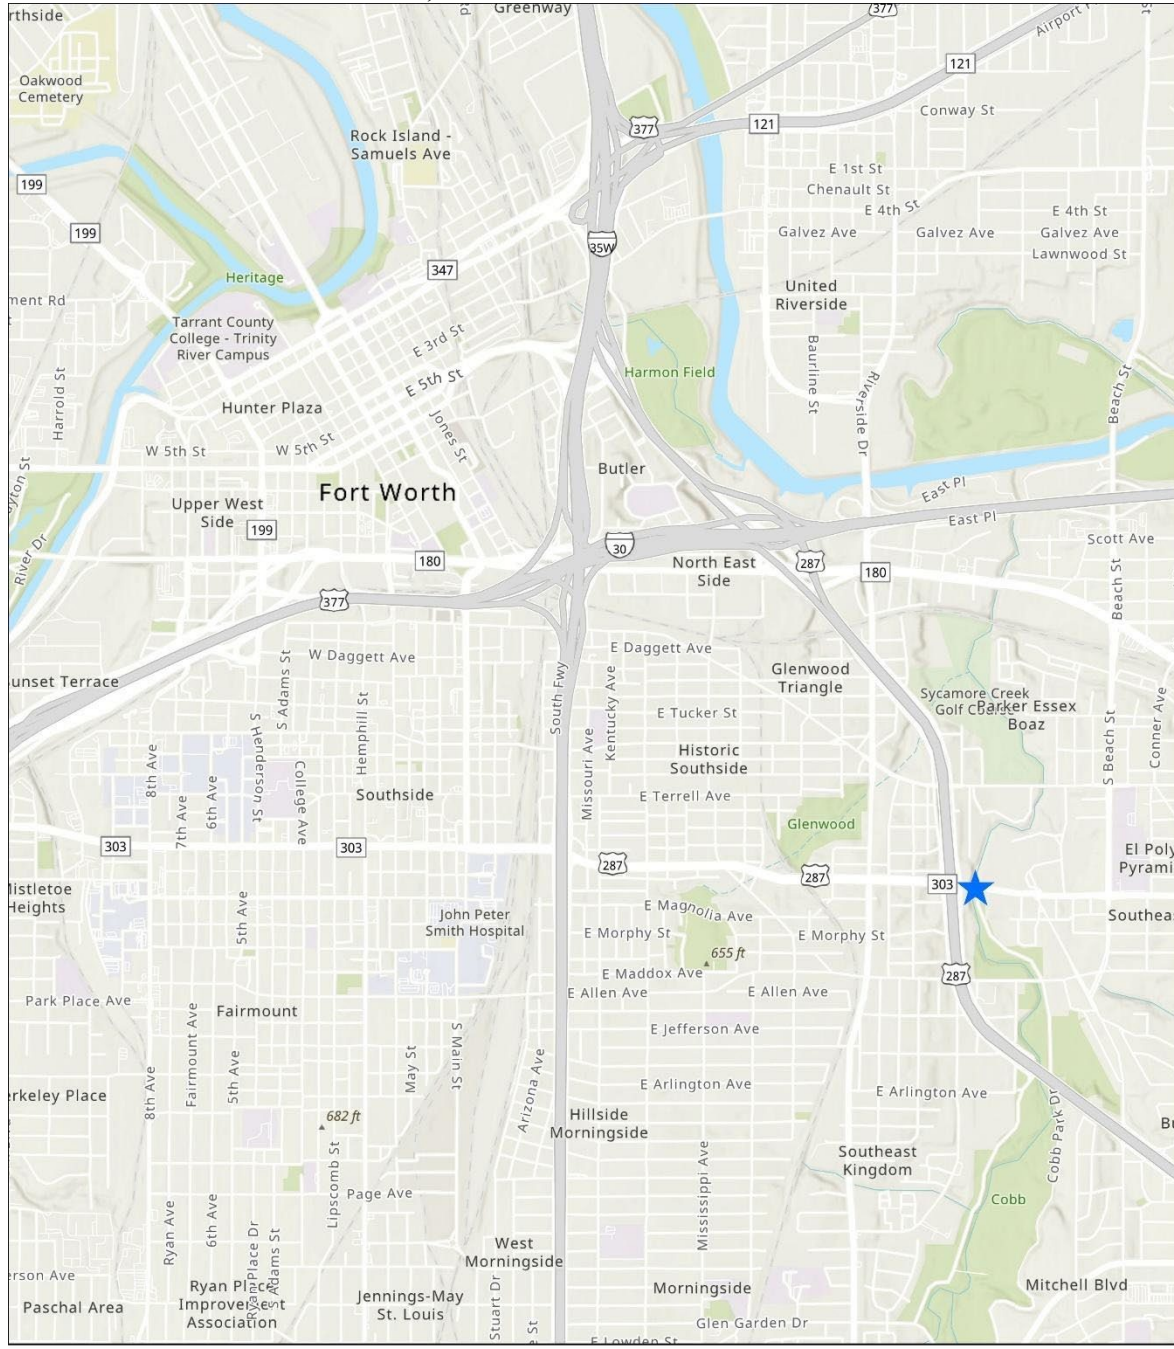 Greenway
377
Airport
rthside
121
Oakwood
Cemetery
Conway St
377
121
Rock Island -
Samuels Ave
E 1st St
Chenault St
199
E 4th St
E 4th St
Galvez Ave
Galvez Ave
Galvez Ave
199
35W
Lawnwood St
347
Heritage
United
Riverside
ment Rd
Tarrant County
College - Trinity
River Campus
E 3rd St
Baurline St
Harmon Field
Riverside Dr
Beach St
E 5th St
Harrold St
Hunter Plaza
Jones St
W 5th St
W 5th St
Butler
Fort Worth
East Pl
Upper West
Side
East Pl
199
Scott Ave
River Dr
30
180
North East
Side
287
180
Beach St
377
E Daggett Ave
W Daggett Ave
Glenwood
Triangle
unset Terrace
S Adams St
South Fwy
Kentucky Ave
Sycamore Creek
Golf Course
Parker Essex
Boaz
E Tucker St
S Henderson St
Hemphill St
Conner Ave
S Beach St
8th Ave
Historic
Southside
Missouri Ave
6th Ave
College Ave
Southside
E Terrell Ave
7th Ave
Glenwood
303
303
El Poly
Pyrami
287
287
303
Mistletoe
Heights
E Magnolia Ave
John Peter
Smith Hospital
Southea
5th Ave
E Morphy St
E Morphy St
655 ft
E Maddox Ave
287
E Allen Ave
E Allen Ave
Park Place Ave
Fairmount
E Jefferson Ave
Fairmount Ave
S Main St
May St
5th Ave
8th Ave
Arizona Ave
E Arlington Ave
E Arlington Ave
erkeley Place
682 ft
Hillside
Morningside
Cobb Park Dr
Southeast
Kingdom
Lipscomb St
Mississippi Ave
Page Ave
Cobb
Ryan Ave
6th Ave
Ryan Place Dr
S Adams St
West
Morningside
erson Ave
Ryan Place
Improvement
Association
Morningside
Mitchell Blvd
Paschal Area
Jennings-May
St. Louis
Stuart Dr
Glen Garden Dr
E Lowden St